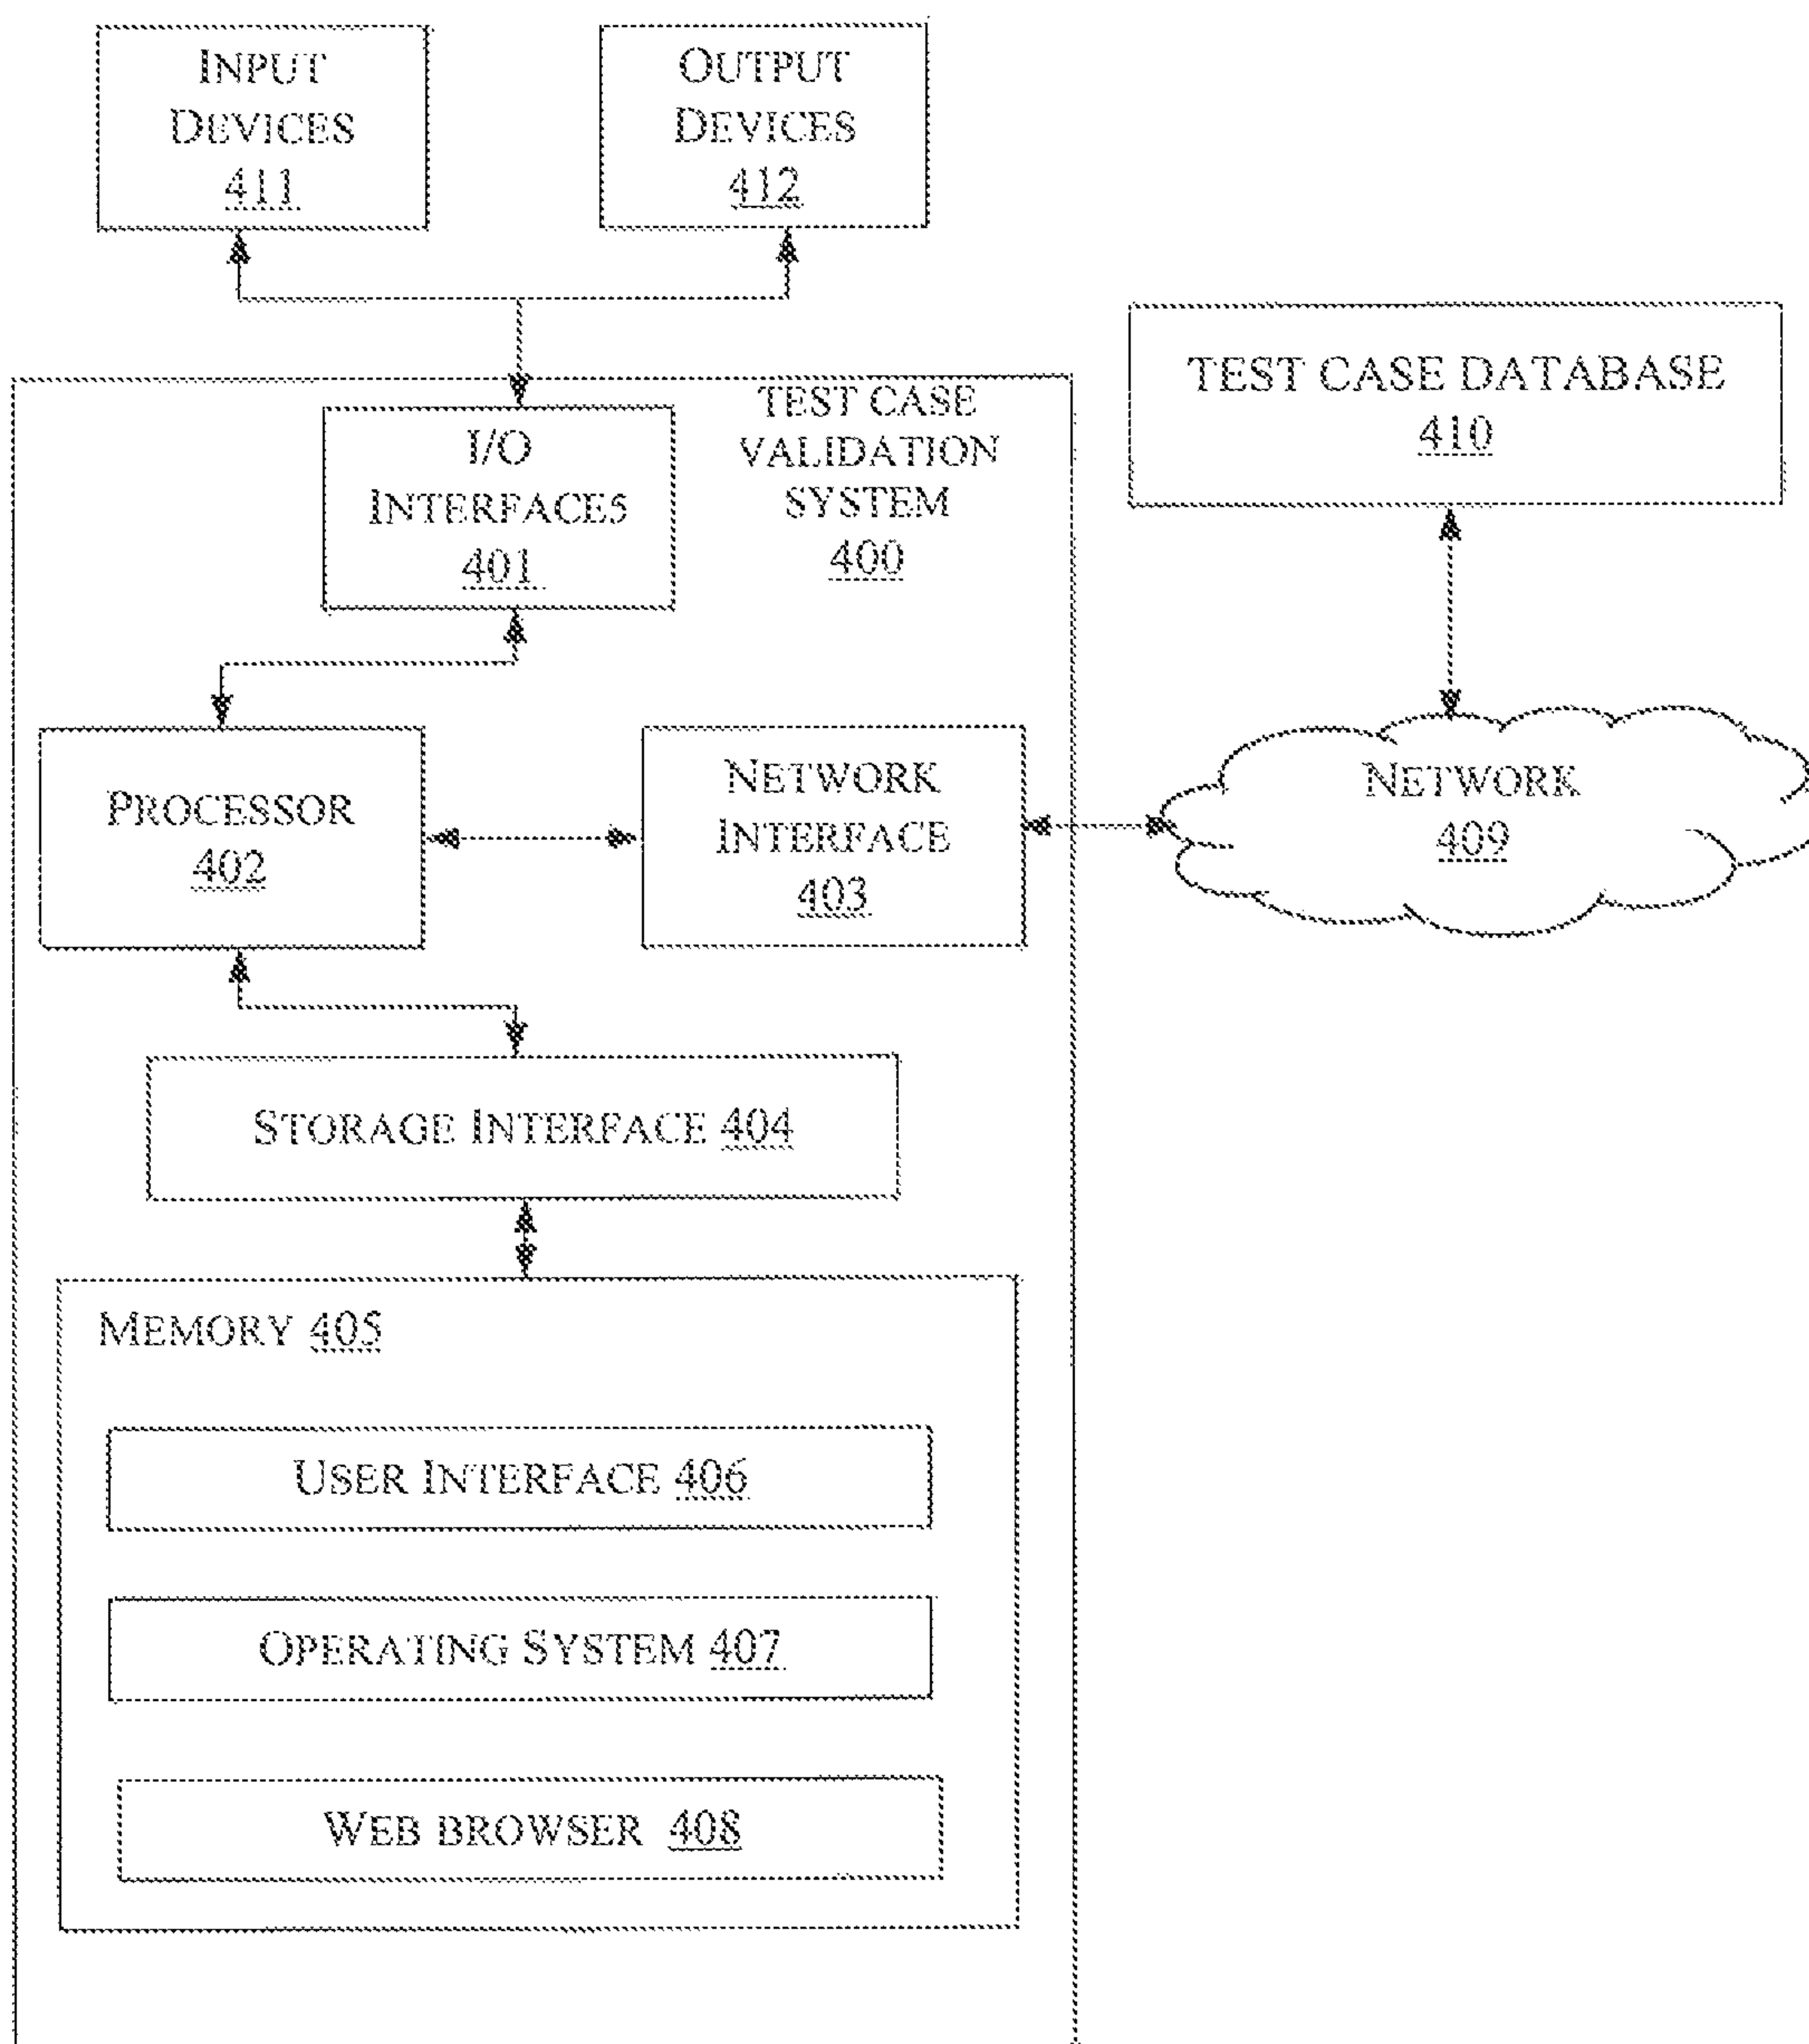 INPUT
DEVICES
411
OUTPUT
DEVICES
412
TEST CASE DATABASE
410
I/O
INTERFACE5
401
TEST CASE
VALIDATION
SYSTEM
400
PROCESSOR
402
NETWORK
INTERFACE
403
NETWORK
409
STORAGE INTERFACE 404
MEMORY 405
USER INTERFACE 406
OPERATING SYSTEM 407
WEB BROWSER 408